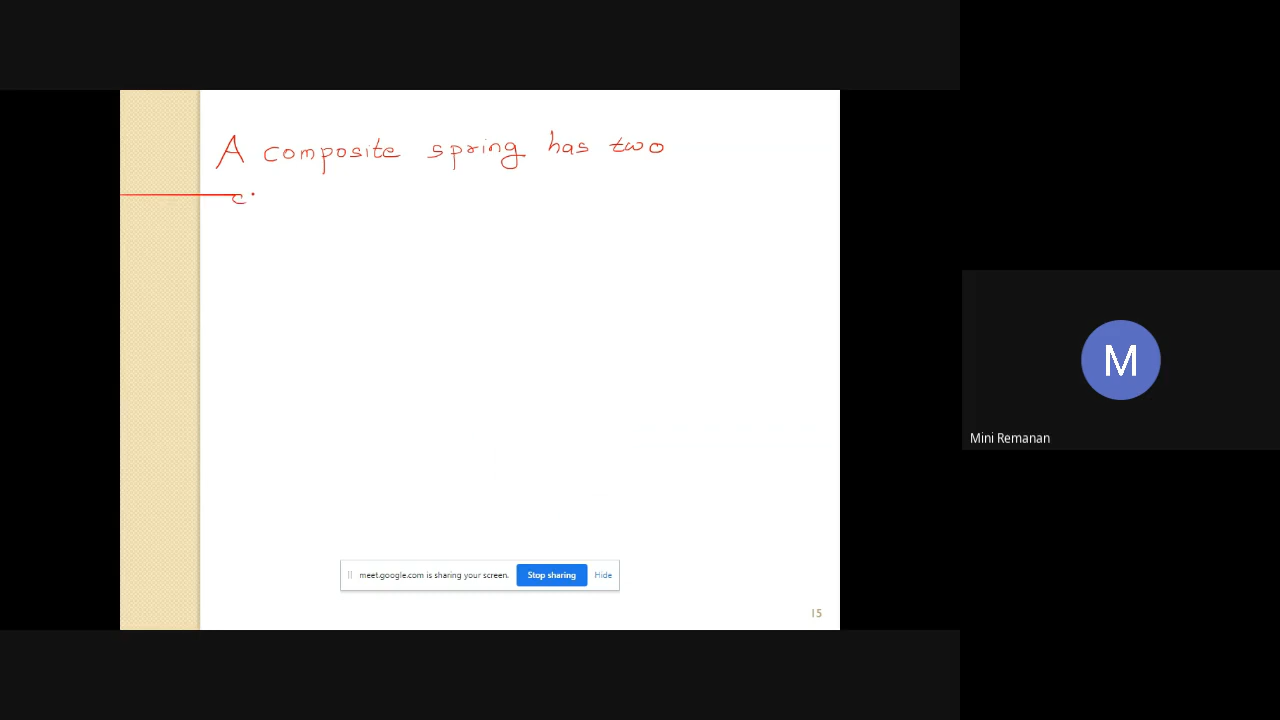 A composite spring has two
c
meet.google.com is sharing your screen. Stop sharing Hide
15
M
Mini Remanan